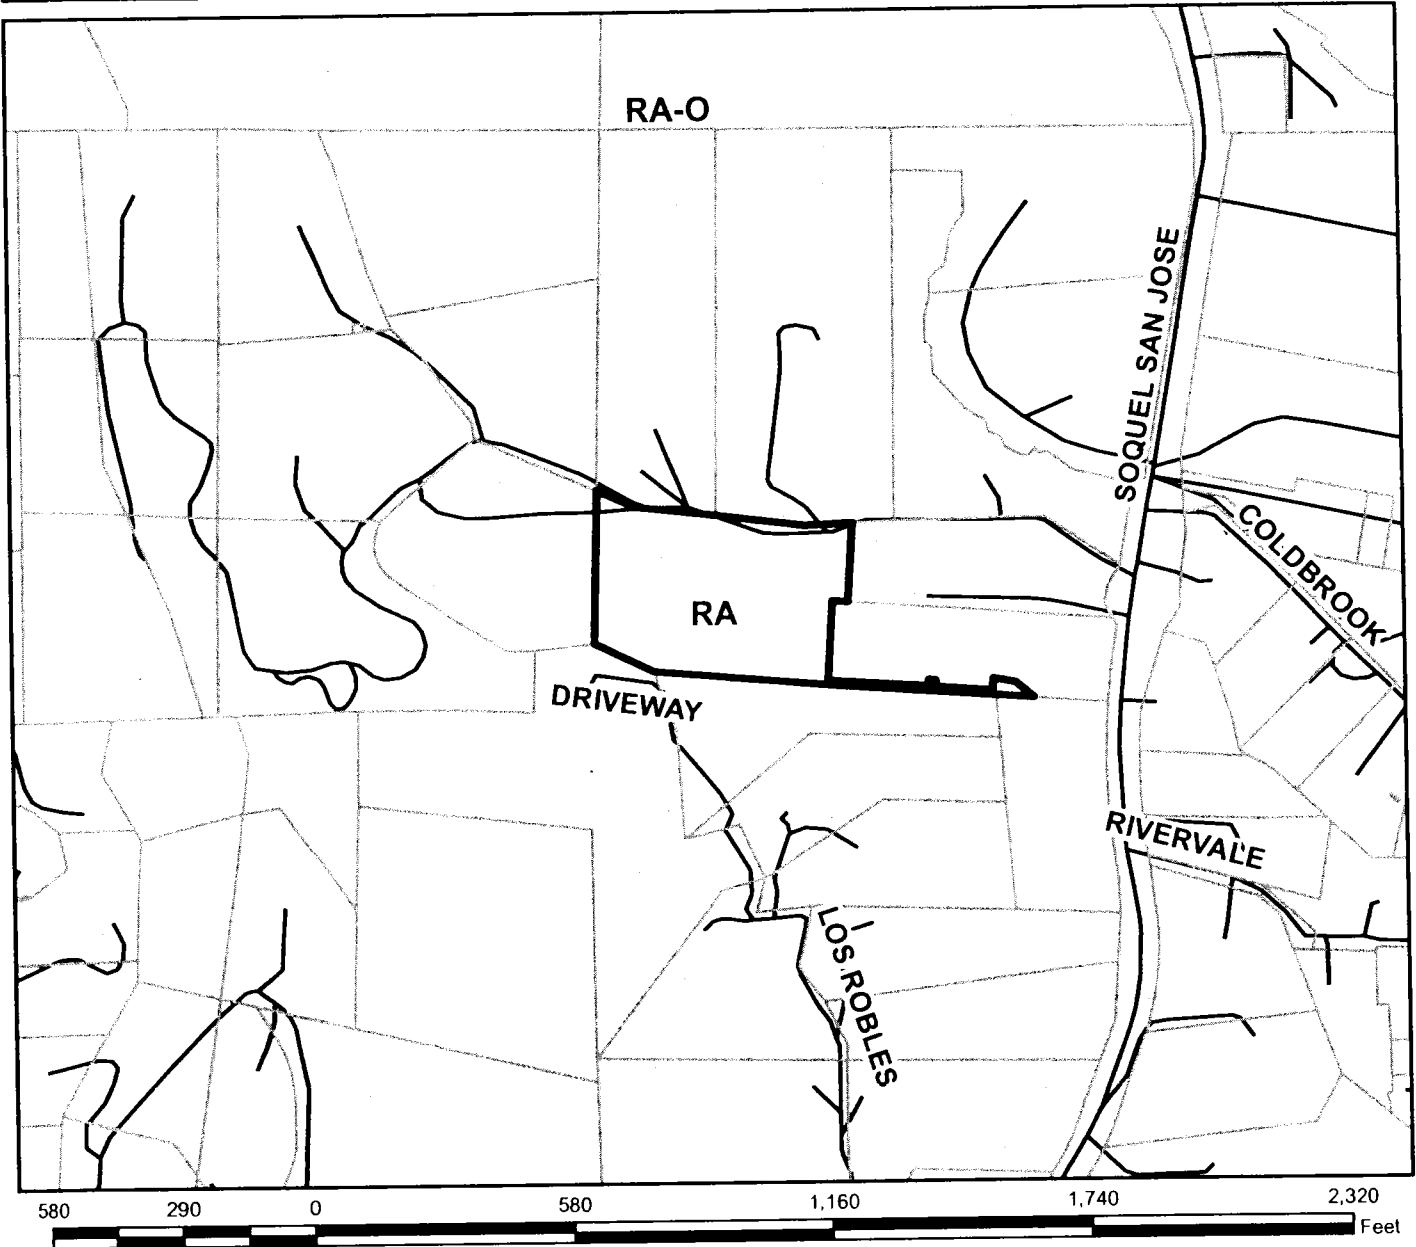 RA-O
SOQUEL SAN JOSE
COLDBROOK
RA
DRIVEWAY
RIVERVALE
LOS ROBLES
580 290 0 580 1,160 1,740 2,320
Feet